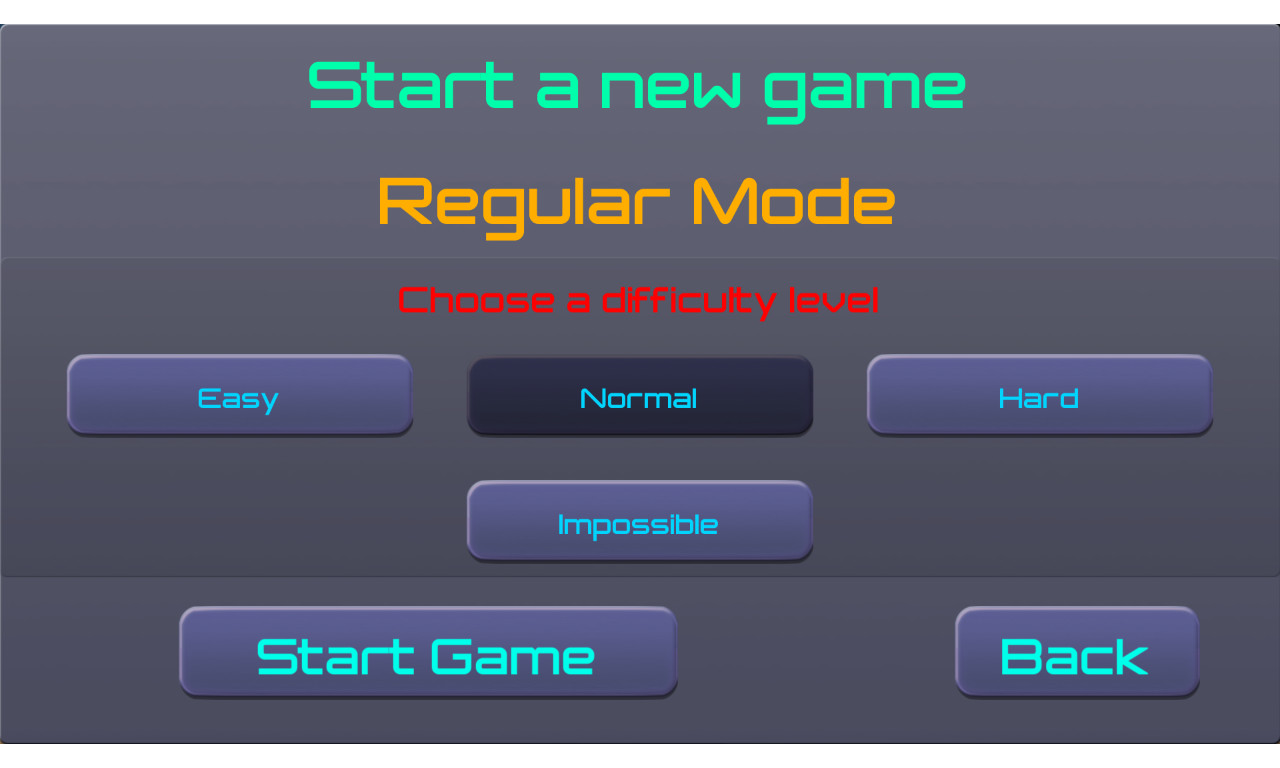 Start a new game
Regular Mode
Choose a difficulty level
Easy
Normal
Hard
Impossible
Start Game
Back